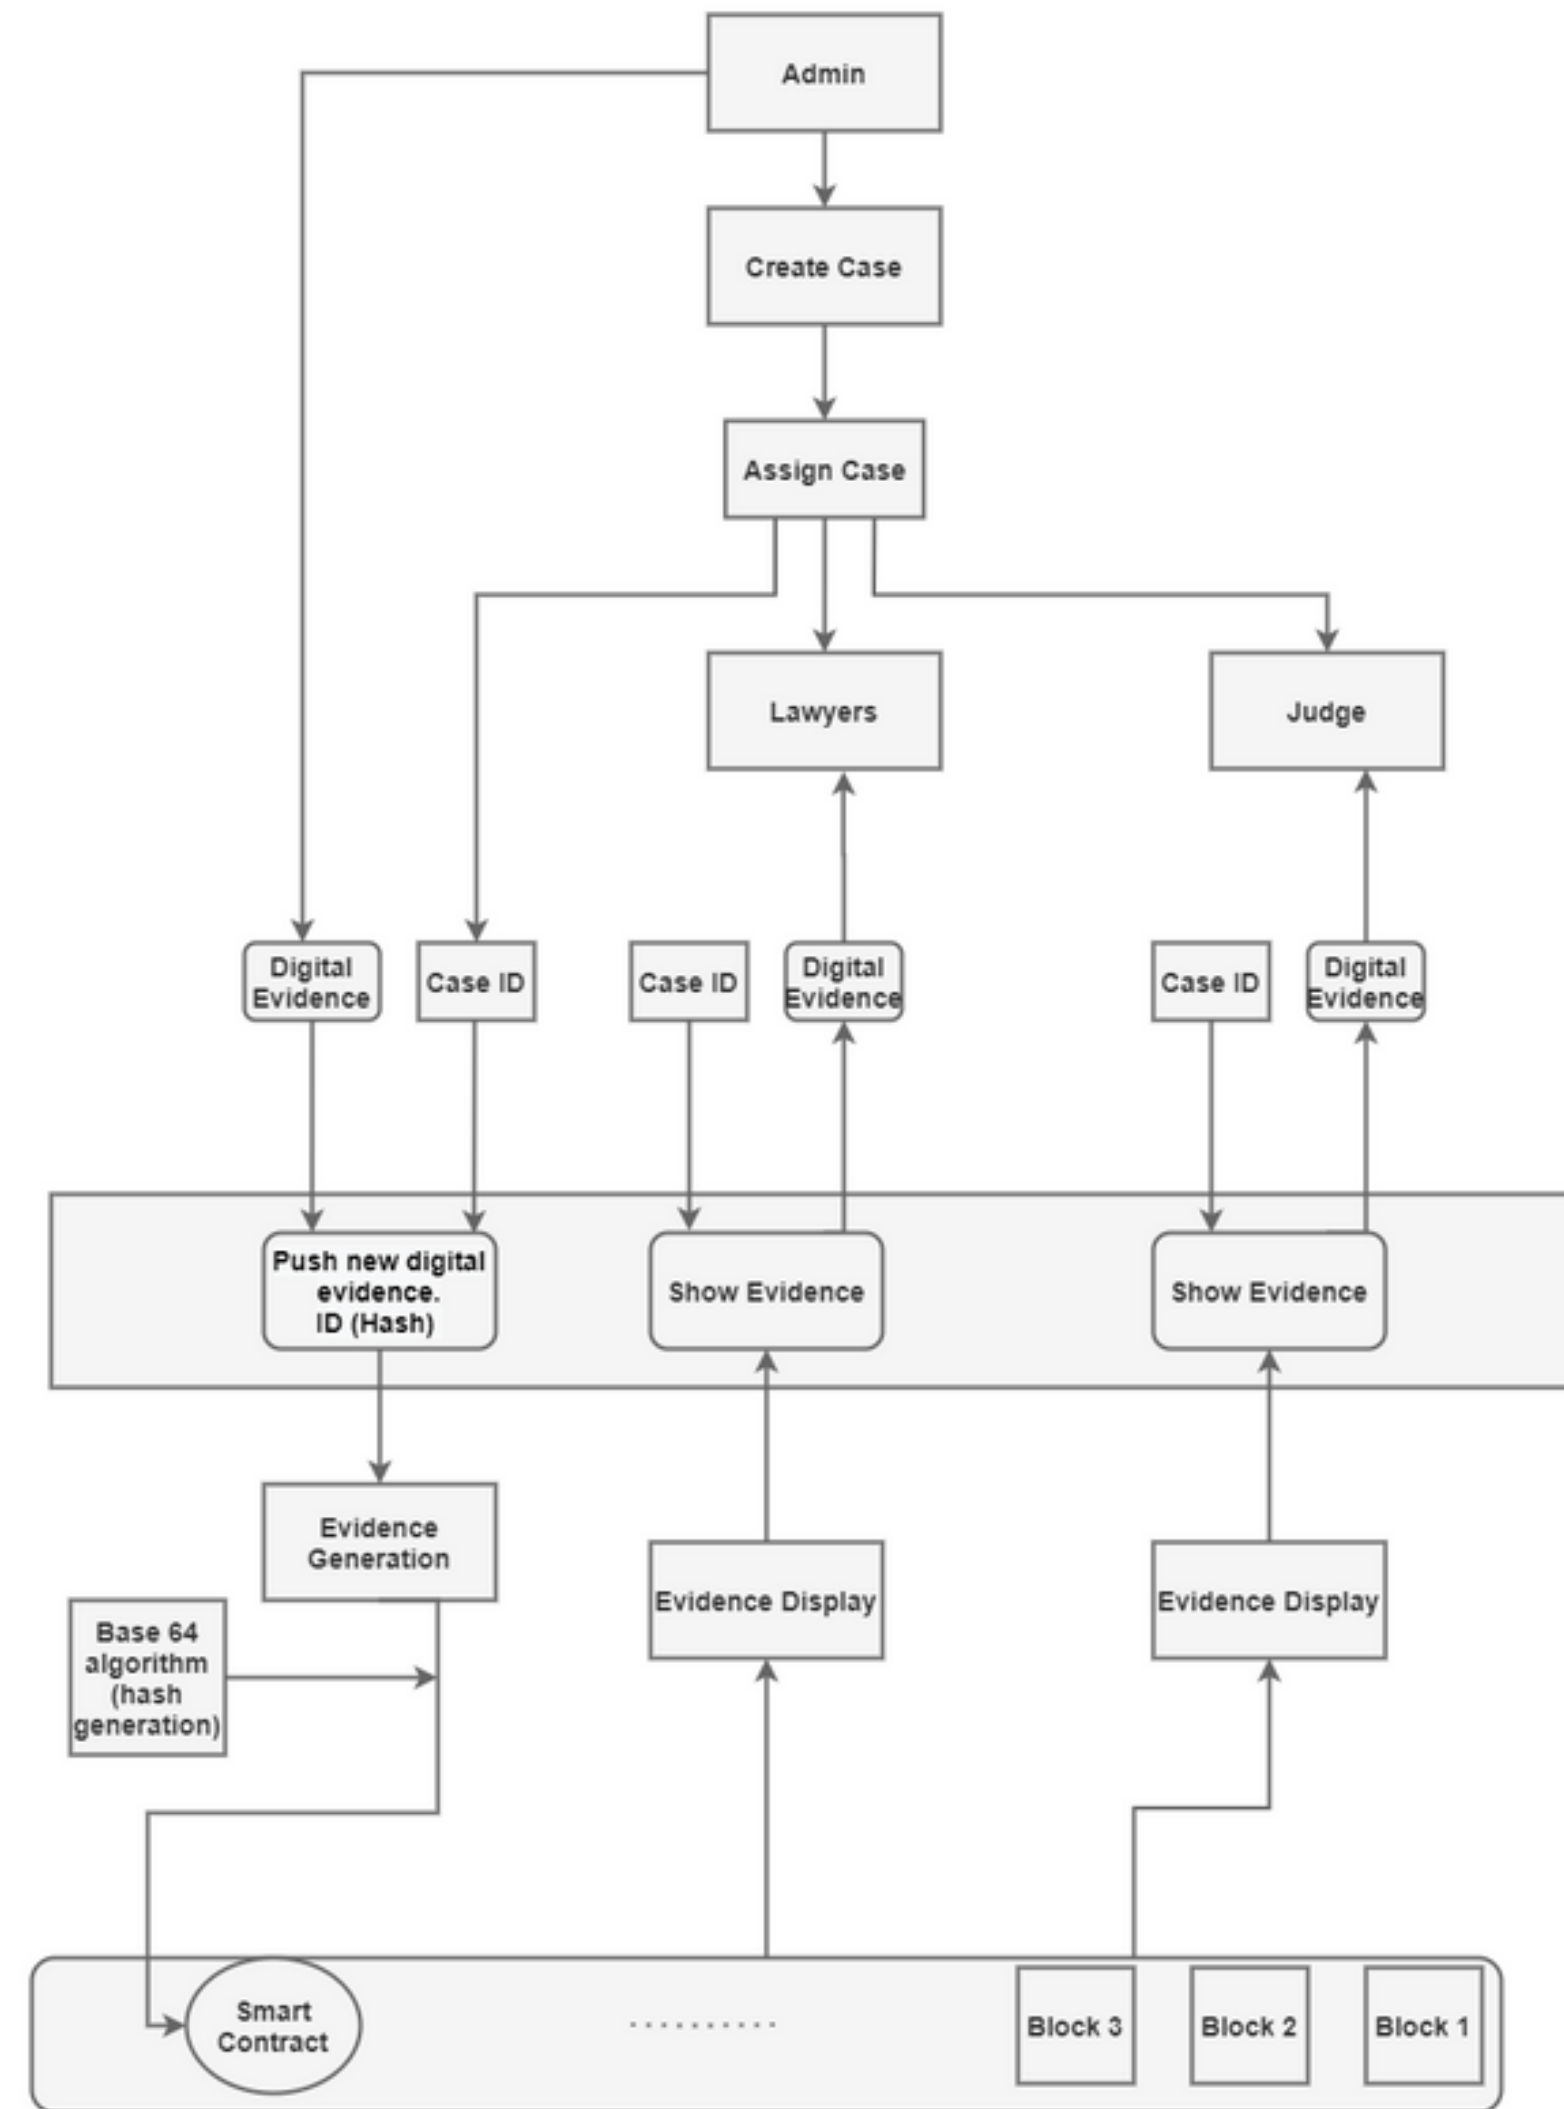 Admin
Create Case
Assign Case
Lawyers
Judge
Digital
Evidence
Case ID
Case ID
Digital
Evidence
Case ID
Digital
Evidence
Push new digital
evidence.
ID (Hash)
Show Evidence
Show Evidence
Evidence
Generation
Base 64
algorithm
(hash
generation)
Evidence Display
Evidence Display
Smart
Contract
..........
Block 3
Block 2
Block 1